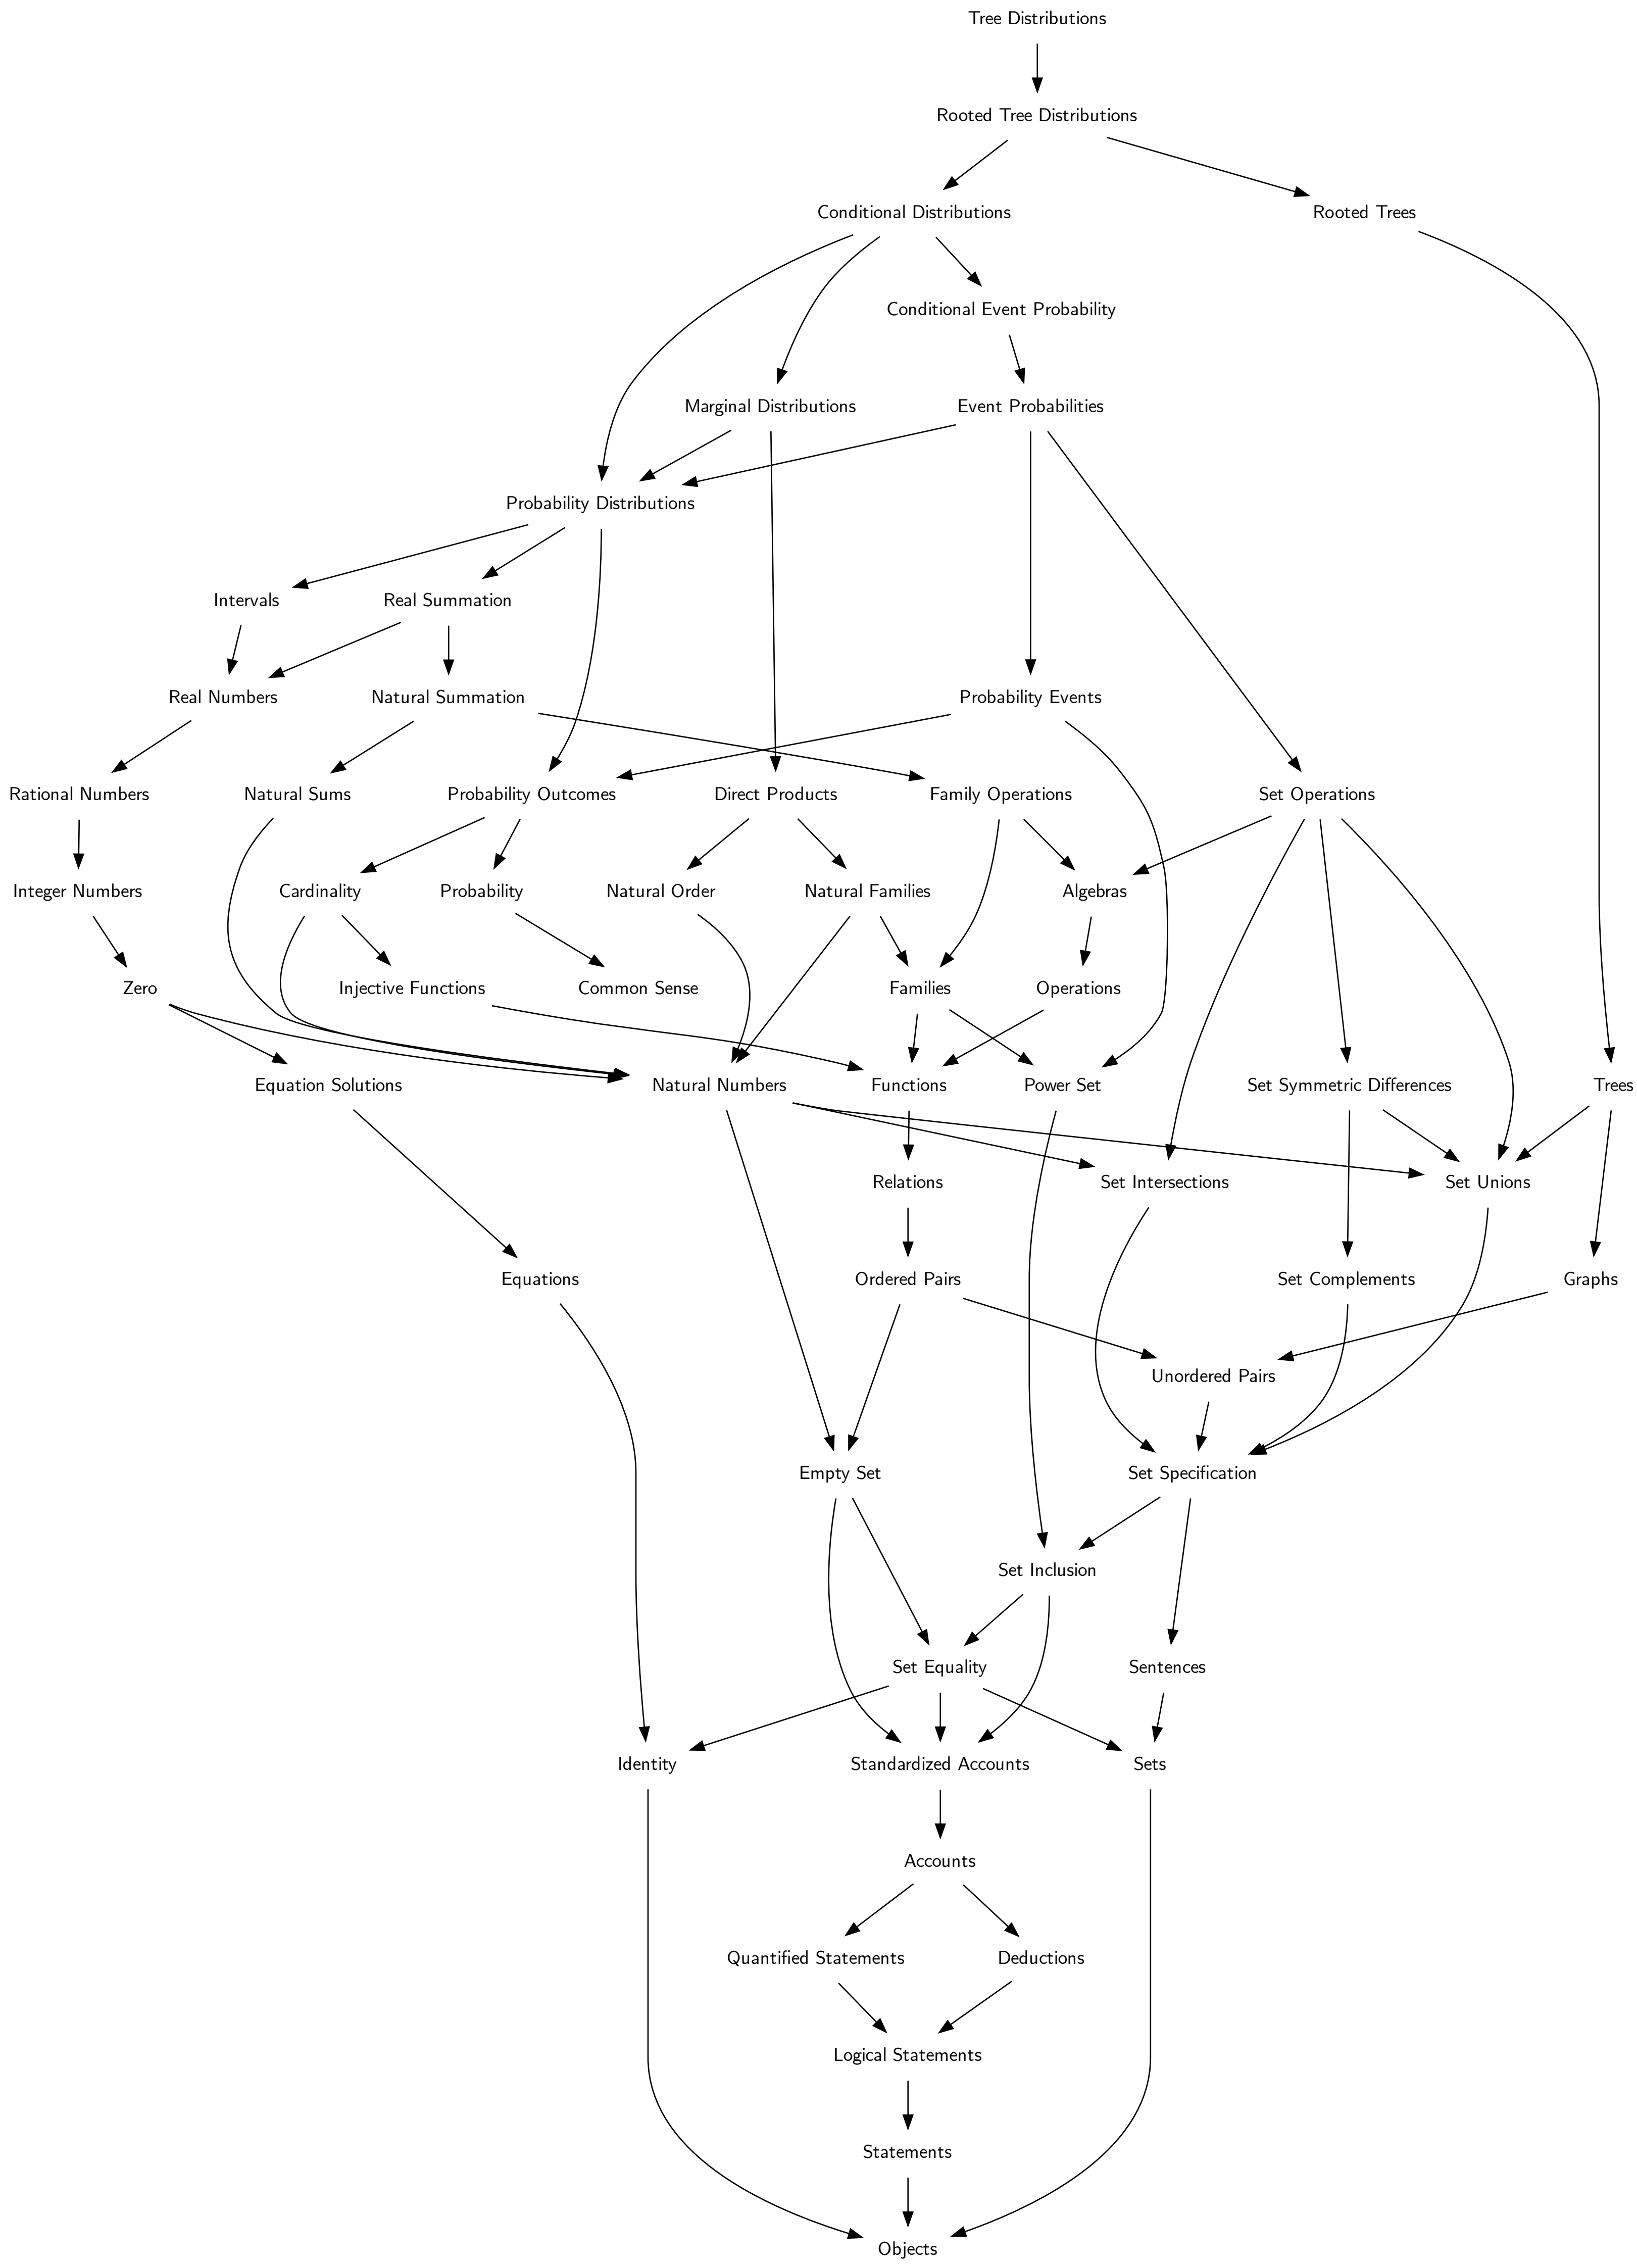 Tree Distributions
Rooted Tree Distributions
Conditional Distributions
Rooted Trees
Conditional Event Probability
Marginal Distributions
Event Probabilities
Probability Distributions
Intervals
Real Summation
Real Numbers
Natural Summation
Probability Events
Rational Numbers
Natural Sums
Probability Outcomes
Direct Products
Family Operations
Set Operations
Integer Numbers
Cardinality
Probability
Natural Order
Natural Families
Algebras
Zero
Injective Functions
Common Sense
Families
Operations
Equation Solutions
Natural Numbers
Functions
Power Set
Set Symmetric Differences
Trees
Relations
Set Intersections
Set Unions
Equations
Ordered Pairs
Set Complements
Graphs
Unordered Pairs
Empty Set
Set Specification
Set Inclusion
Set Equality
Sentences
Identity
Standardized Accounts
Sets
Accounts
Quantified Statements
Deductions
Logical Statements
Statements
Objects